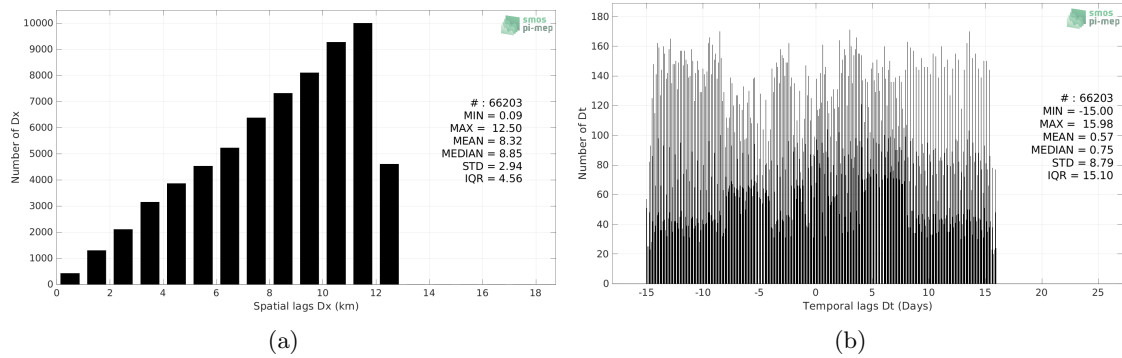 10000
9000
8000
7000
6000
5000
4000
3000
2000
1000
0
Number of Dx
0 2 4 6 8 10 12 14 16 18
Spatial lags Dx (km)
smos
pi-mep
# : 66203
MIN = 0.09
MAX = 12.50
MEAN = 8.32
MEDIAN = 8.85
STD = 2.94
IQR = 4.56
(a)
180
160
140
120
100
80
60
40
20
0
Number of Dt
-15 -10 -5 0 5 10 15 20 25
Temporal lags Dt (Days)
smos
pi-mep
# : 66203
MIN = -15.00
MAX = 15.98
MEAN = 0.57
MEDIAN = 0.75
STD = 8.79
IQR = 15.10
(b)